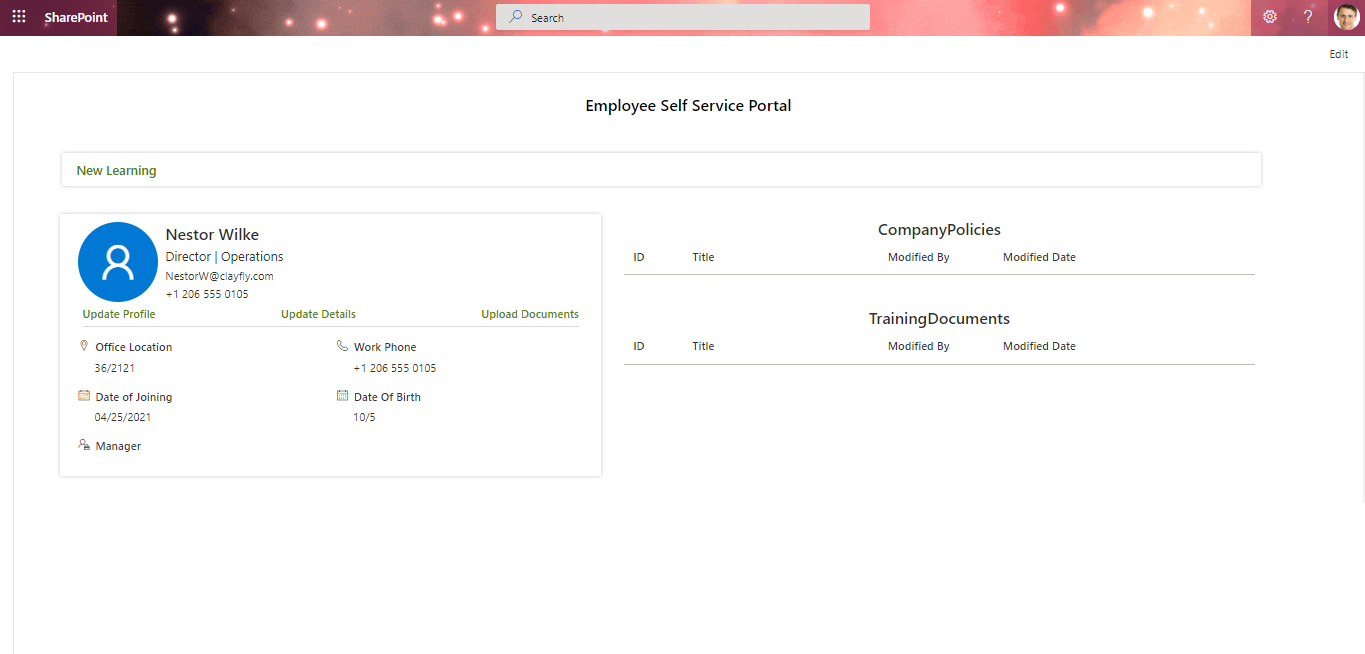 SharePoint
Search
?
Edit
Employee Self Service Portal
New Learning
Nestor Wilke
Director | Operations
NestorW@clayfly.com
+1 206 555 0105
Update Profile Update Details Upload Documents
Office Location Work Phone
36/2121 +1 206 555 0105
Date of Joining Date Of Birth
04/25/2021 10/5
Manager
CompanyPolicies
ID Title Modified By Modified Date
TrainingDocuments
ID Title Modified By Modified Date